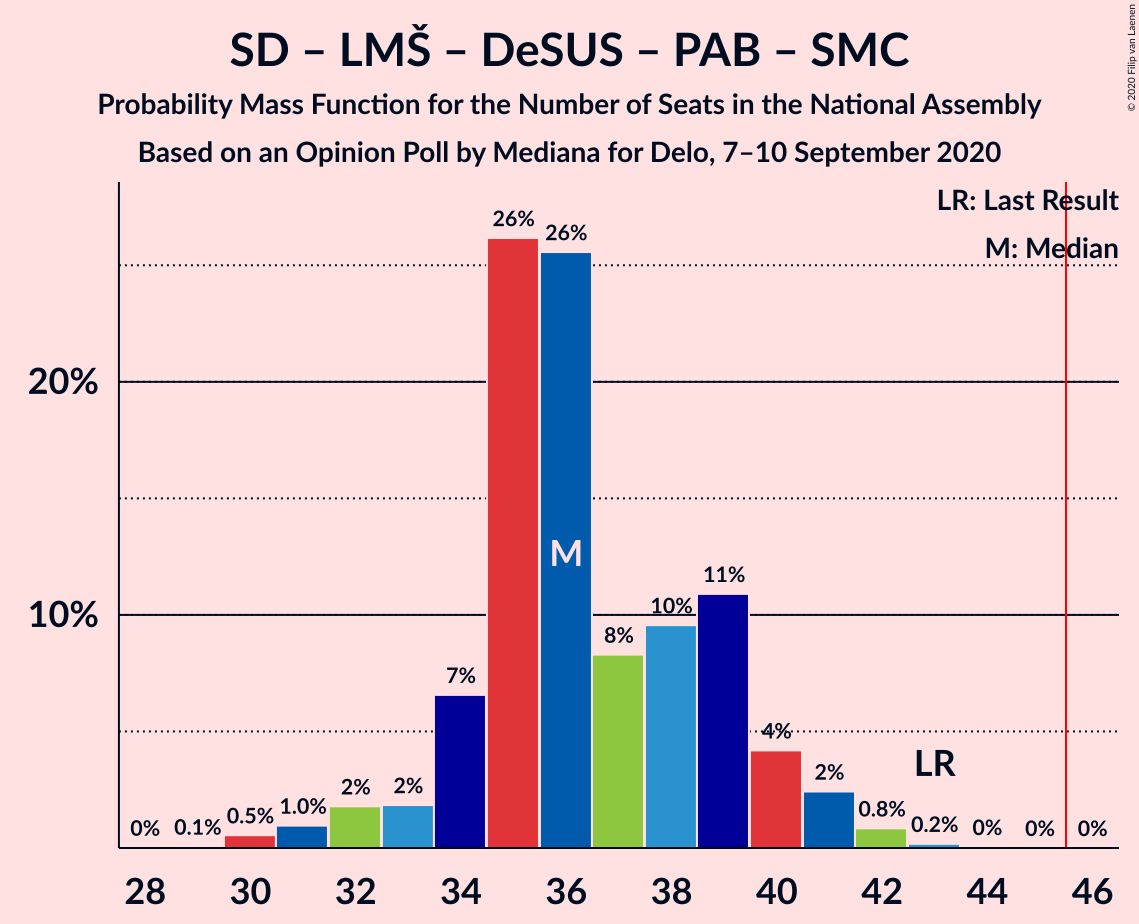 SD – LMŠ – DeSUS – PAB – SMC
Probability Mass Function for the Number of Seats in the National Assembly
Based on an Opinion Poll by Mediana for Delo, 7–10 September 2020
© 2020 Filip van Laenen
LR: Last Result
M: Median
20%
10%
0% 0.1% 0.5% 1.0% 2% 2% 7% 26% 26% 8% 10% 11% 4% 2% 0.8% 0.2% 0% 0% 0%
M
LR
28 30 32 34 36 38 40 42 44 46